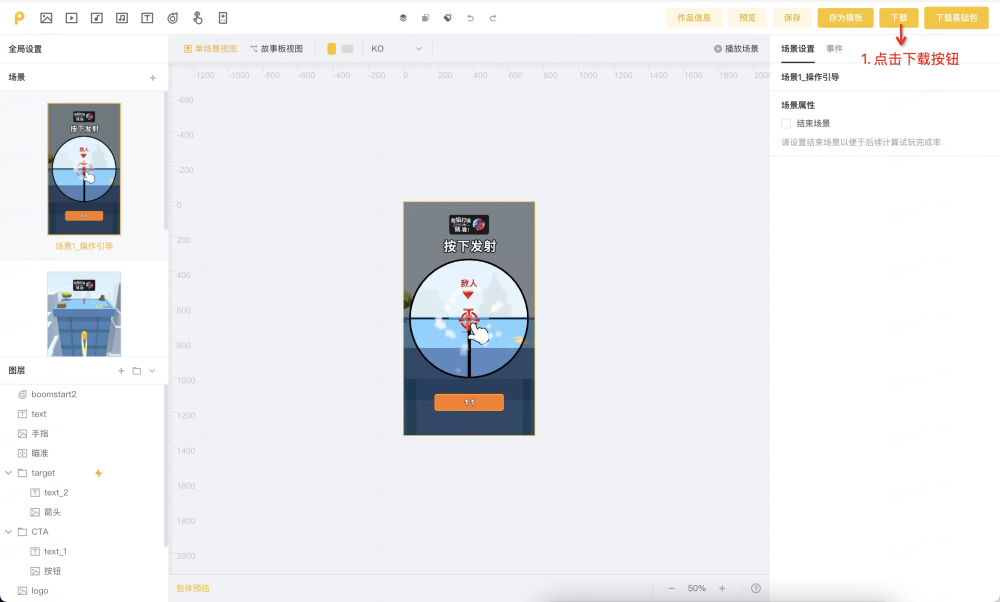 作品信息
预览
保存
存为模板
下载
下载基础包
全局设置
单场景视图
故事板视图
KO
播放场景
场景设置
事件
1. 点击下载按钮
场景
场景1_操作引导
-1200
-1000
-800
-600
-400
-200
0
200
400
600
800
1000
1200
1400
1600
1800
200
-600
-400
-200
0
200
400
600
800
1000
1200
1400
1600
1800
2000
场景属性
结束场景
请设置结束场景以便于后续计算试玩完成率
按下发射
敌人
场景1_操作引导
按下发射
敌人
1.1
图层
boomstart2
text
手指
瞄准
target
text_2
箭头
CTA
text_1
按钮
logo
包体预估
50%